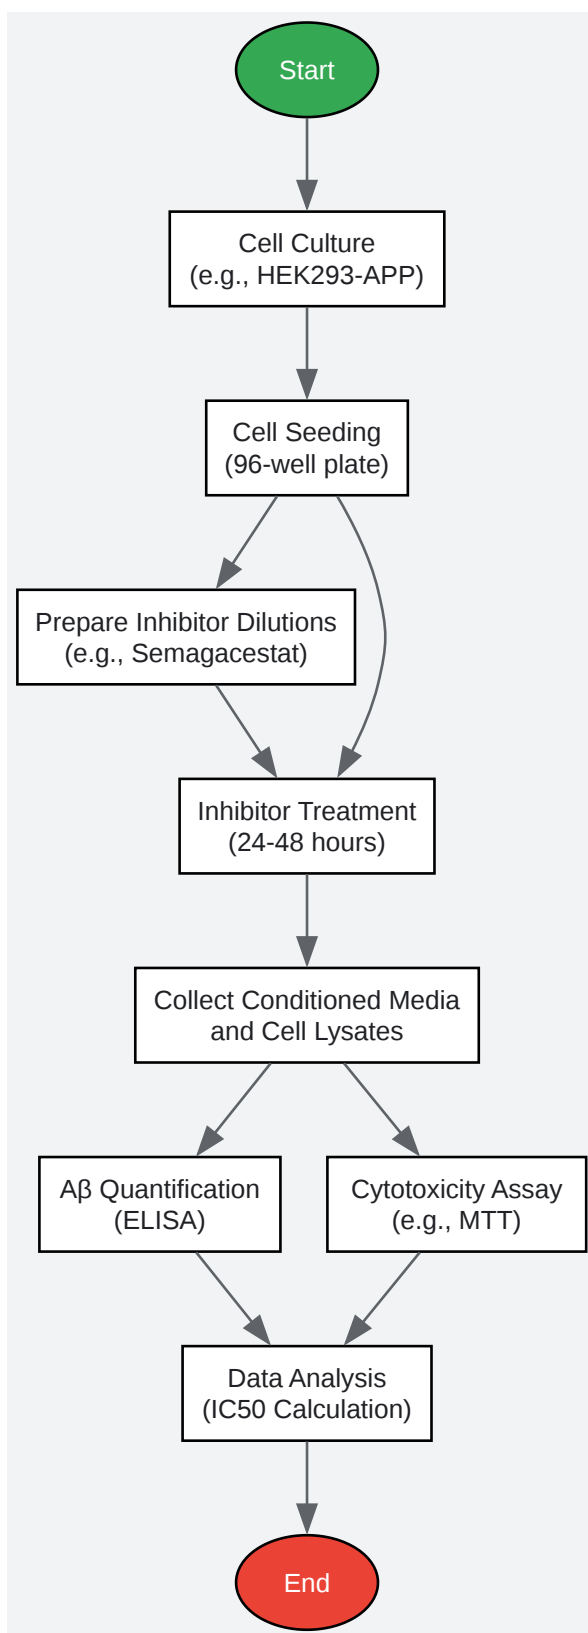 Start
Cell Culture
(e.g., HEK293-APP)
Cell Seeding
(96-well plate)
Prepare Inhibitor Dilutions
(e.g., Semagacestat)
Inhibitor Treatment
(24-48 hours)
Collect Conditioned Media
and Cell Lysates
Aβ Quantification
(ELISA)
Cytotoxicity Assay
(e.g., MTT)
Data Analysis
(IC50 Calculation)
End